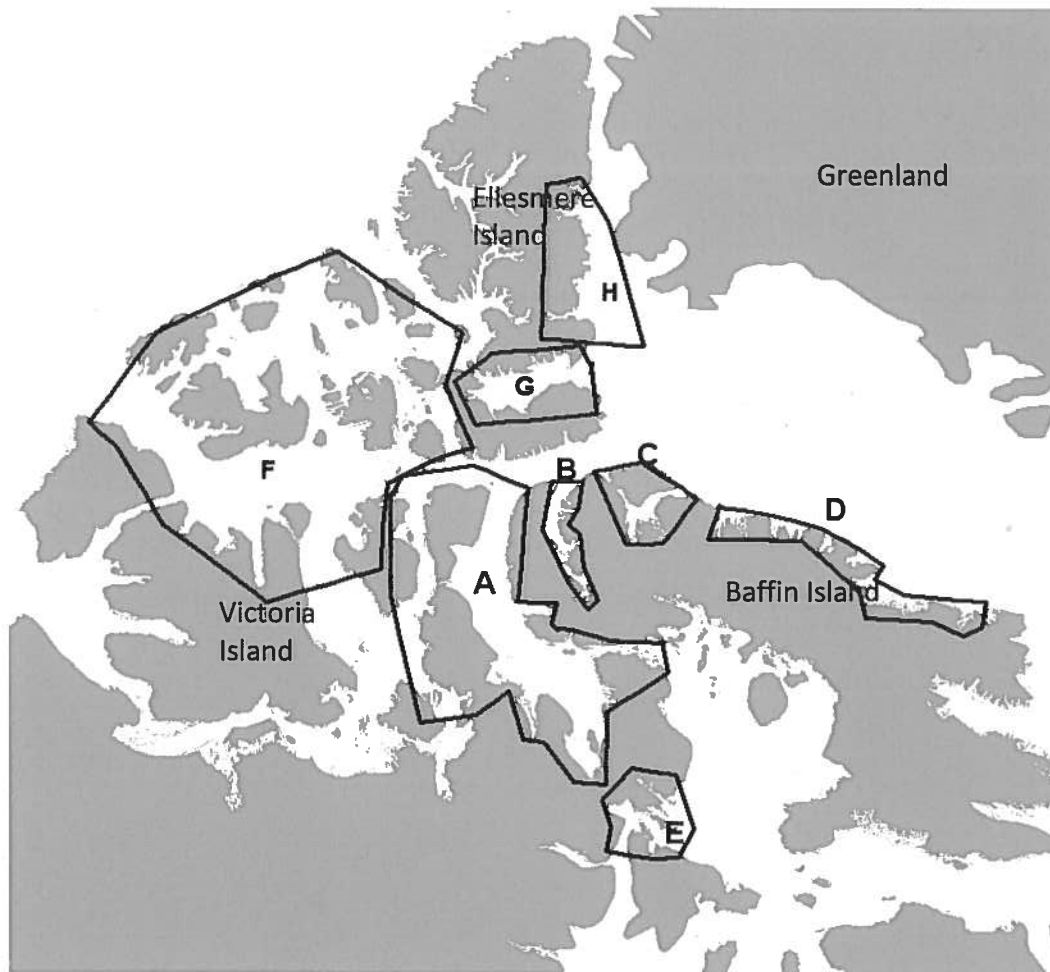 Greenland
Ellesmere
Island
H
G
C
B
F
D
A
Baffin Island
Victoria
Island
E